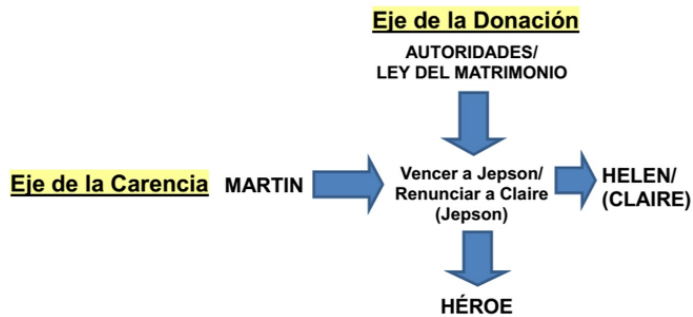 Eje de la Donación
AUTORIDADES/
LEY DEL MATRIMONIO
Eje de la Carencia
MARTIN
Vencer a Jepson/
Renunciar a Claire
(Jepson)
HELEN/
(CLAIRE)
HÉROE